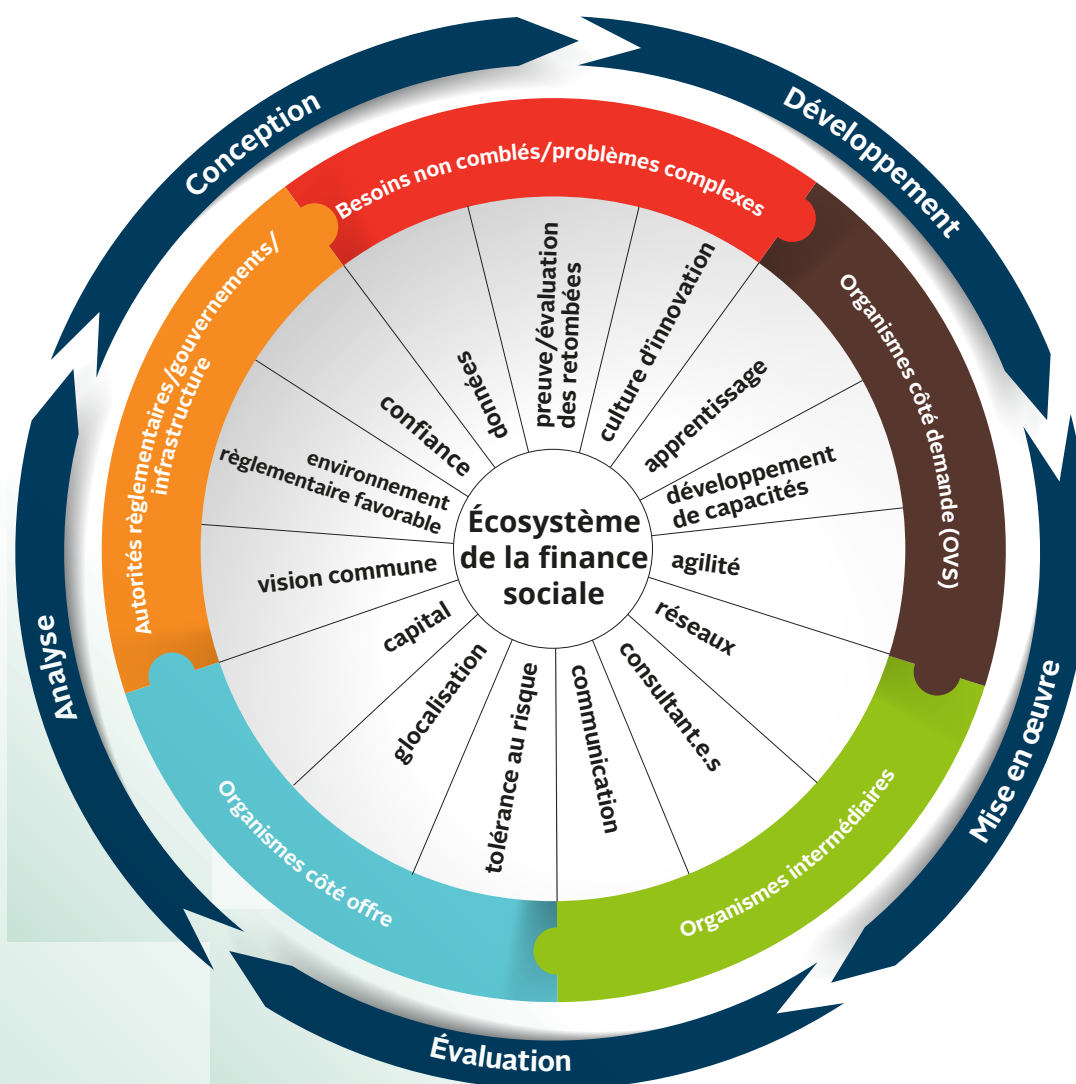 Conception
Développement
Mise en œuvre
Évaluation
Analyse
Besoins non comblés/problèmes complexes
Organismes côté demande (OVS)
Organismes intermédiaires
Organismes côté offre
Autorités règlementaires/gouvernements/
infrastructure
données
preuve/évaluation
des retombées
culture d'innovation
apprentissage
développement
de capacités
agilité
réseaux
consultant.e.s
communication
tolérance au risque
glocalisation
capital
vision commune
environnement
règlementaire favorable
confiance
Écosystème
de la finance
sociale